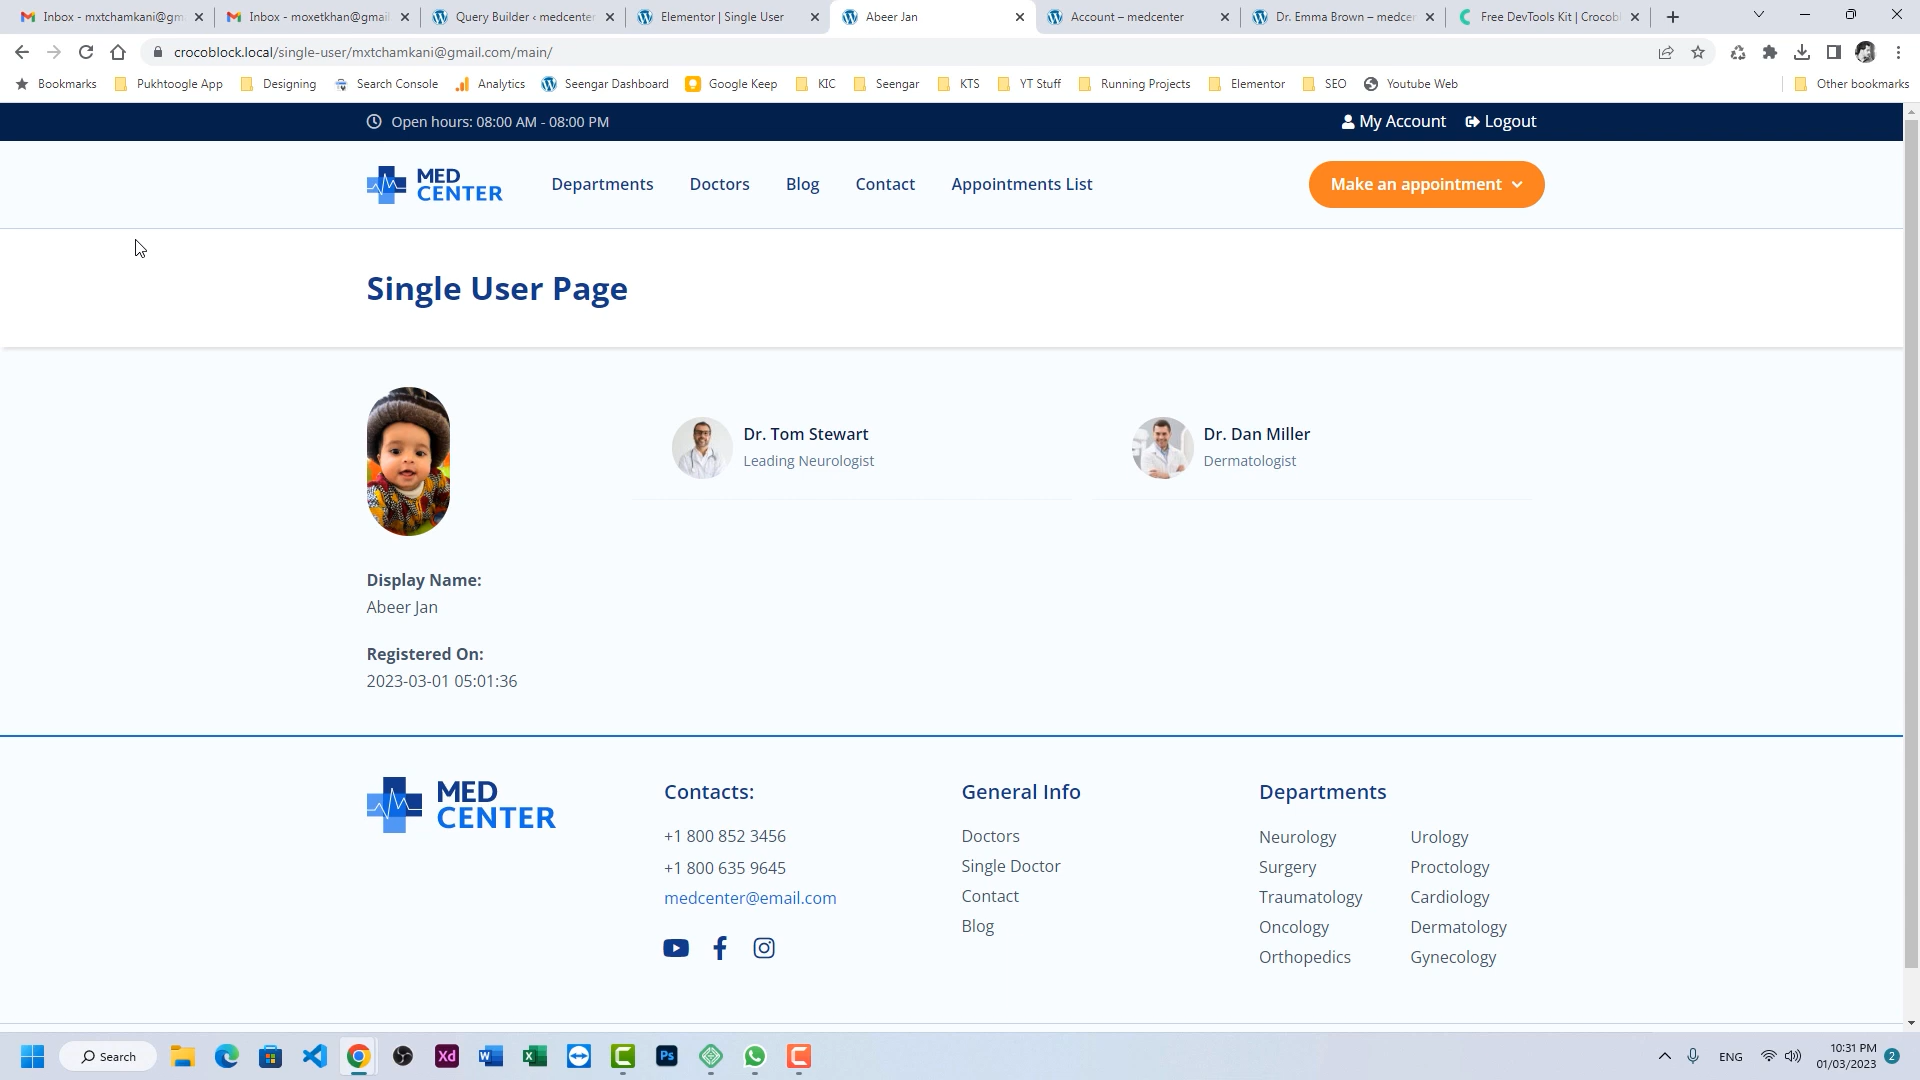 Inbox - mxtchamkani@gm
Inbox - moxetkhan@gmail
Query Builder ‹ medcenter
Elementor | Single User
Abeer Jan
Account – medcenter
Dr. Emma Brown – medcen
Free DevTools Kit | Crocob
crocoblock.local/single-user/mxtchamkani@gmail.com/main/
Bookmarks
Pukhtoogle App
Designing
Search Console
Analytics
Seengar Dashboard
Google Keep
KIC
Seengar
KTS
YT Stuff
Running Projects
Elementor
SEO
Youtube Web
Other bookmarks
Open hours: 08:00 AM - 08:00 PM
My Account
Logout
MED
CENTER
Departments
Doctors
Blog
Contact
Appointments List
Make an appointment
Single User Page
Dr. Tom Stewart
Leading Neurologist
Dr. Dan Miller
Dermatologist
Display Name:
Abeer Jan
Registered On:
2023-03-01 05:01:36
MED
CENTER
Contacts:
+1 800 852 3456
+1 800 635 9645
medcenter@email.com
General Info
Doctors
Single Doctor
Contact
Blog
Departments
Neurology
Surgery
Traumatology
Oncology
Orthopedics
Urology
Proctology
Cardiology
Dermatology
Gynecology
Search
Xd
W
X
Ps
ENG
10:31 PM
01/03/2023
2